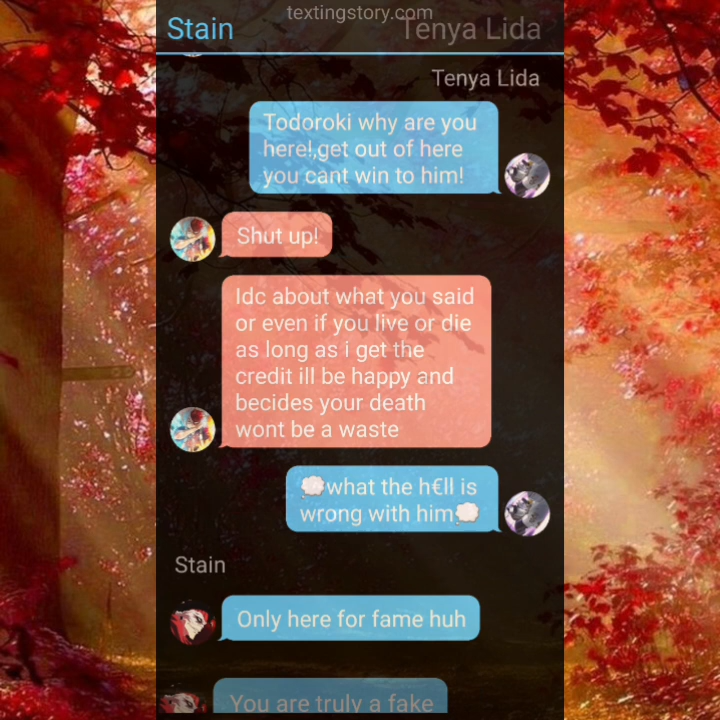 textingstory.com
Stain
Tenya Lida
Tenya Lida
Todoroki why are you
here!,get out of here
you cant win to him!
Shut up!
Idc about what you said
or even if you live or die
as long as i get the
credit ill be happy and
becides your death
wont be a waste
💭what the h€ll is
wrong with him💭
Stain
Only here for fame huh
You are truly a fake